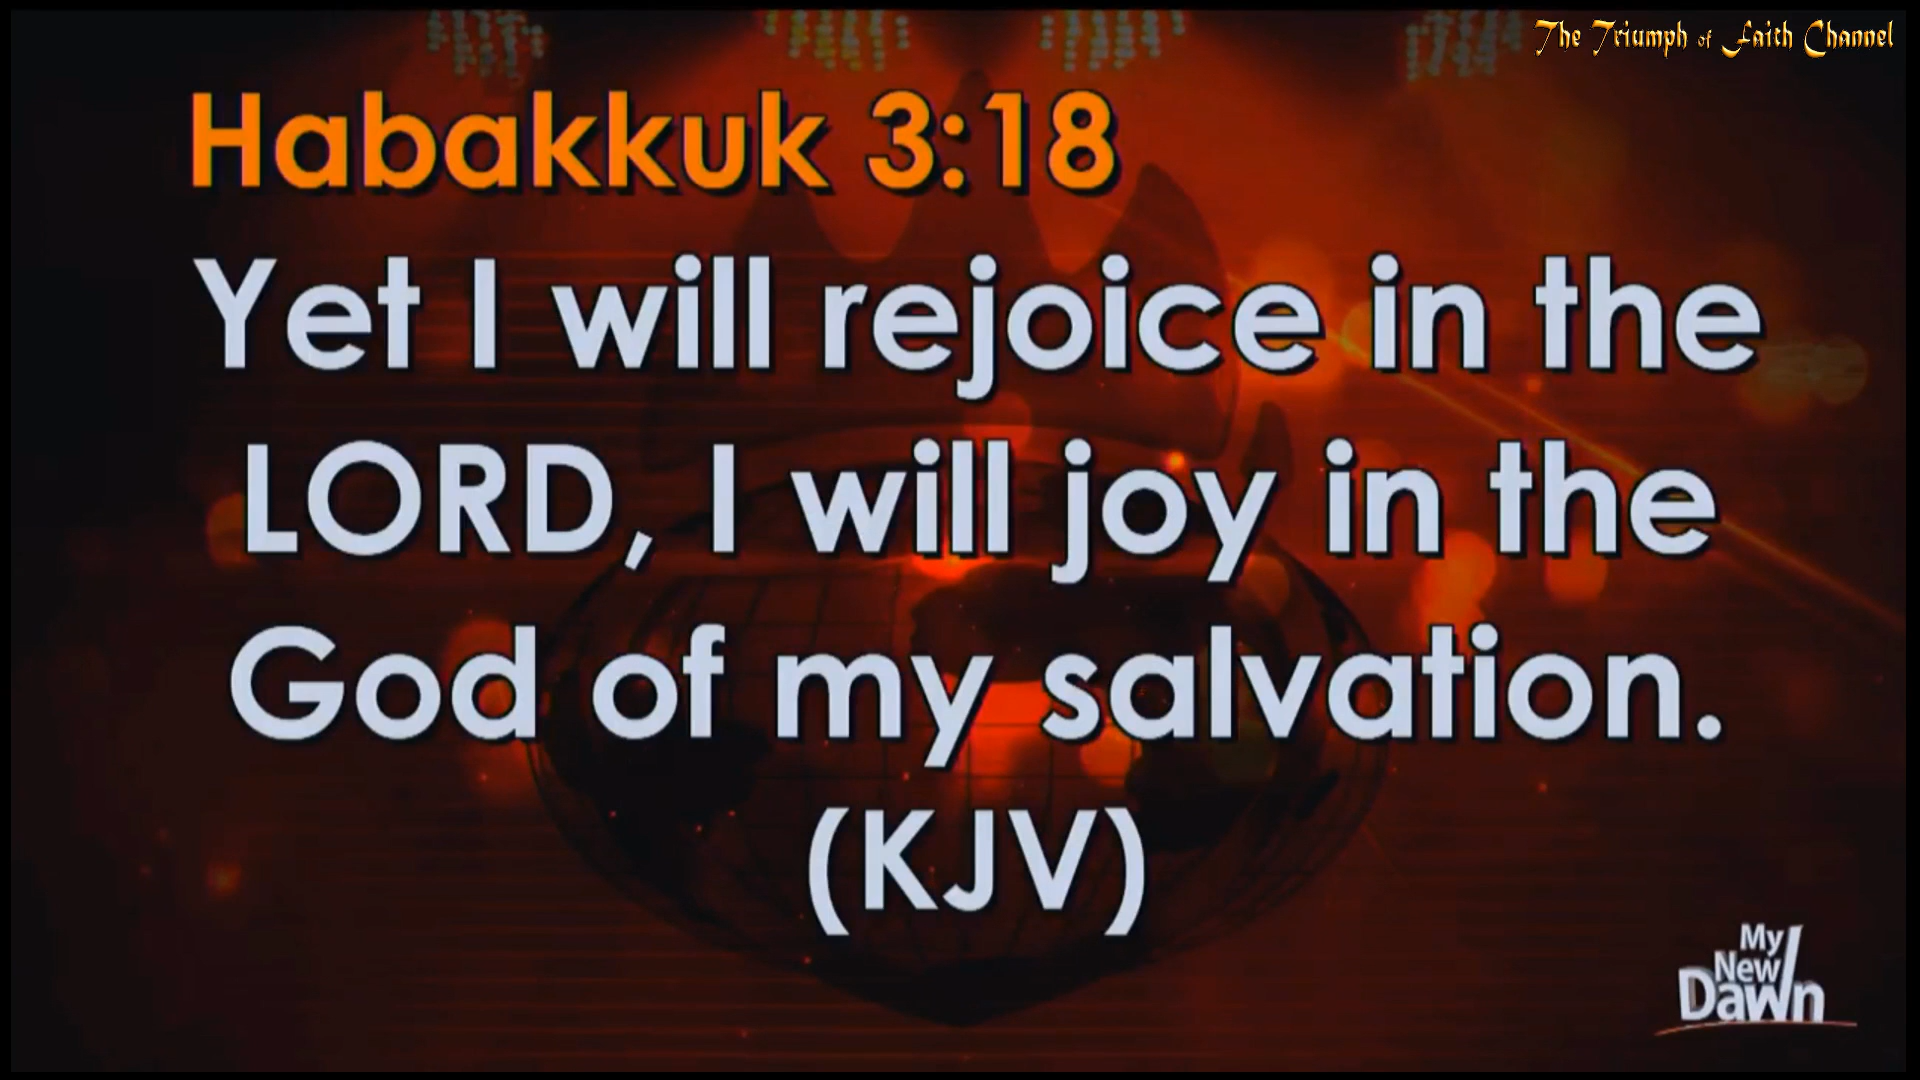 The Triumph of Faith Channel
Habakkuk 3:18
Yet I will rejoice in the
LORD, I will joy in the
God of my salvation.
(KJV)
My
New
Dawn